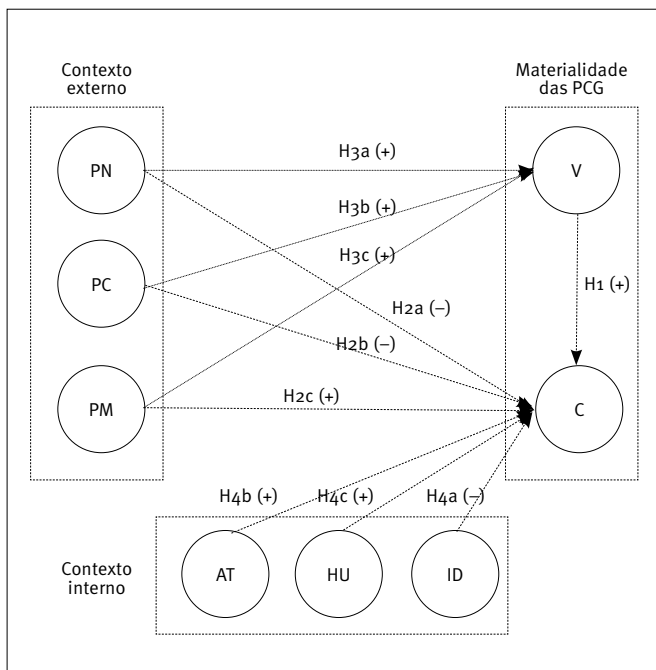 Contexto
externo
Materialidade
das PCG
PN
H3a (+)
V
H3b (+)
H3c (+)
PC
H2a (−)
H1 (+)
H2b (−)
PM
H2c (+)
C
H4b (+)
H4c (+)
H4a (−)
Contexto
interno
AT
HU
ID